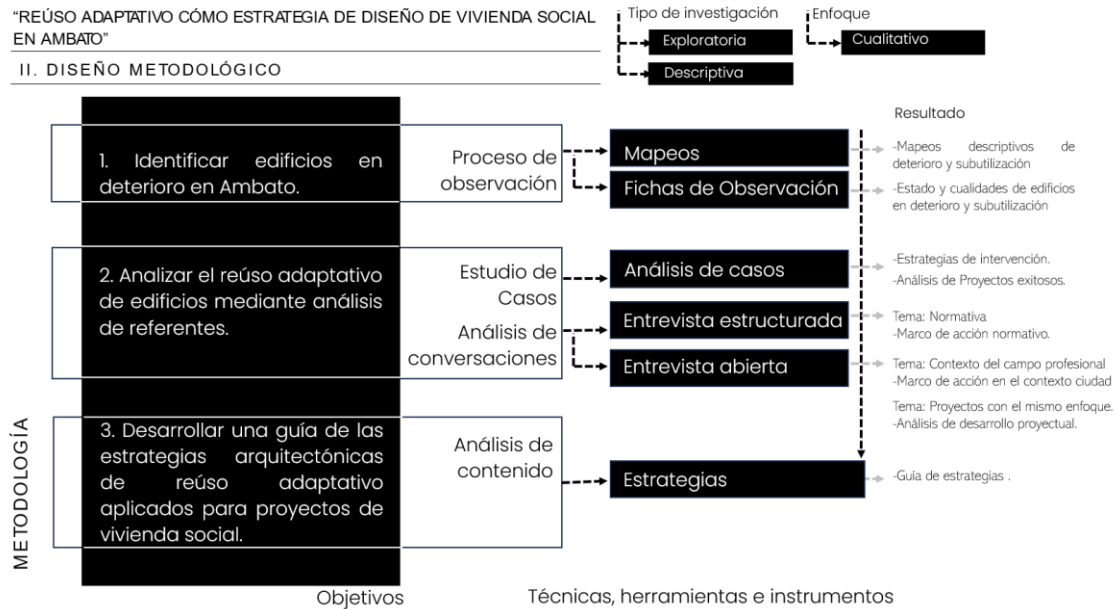 “REÚSO ADAPTATIVO CÓMO ESTRATEGIA DE DISEÑO DE VIVIENDA SOCIAL
EN AMBATO”
II. DISEÑO METODOLÓGICO
Tipo de investigación
Exploratoria
Descriptiva
Enfoque
Cualitativo
Resultado
METODOLOGÍA
1. Identificar edificios en
deterioro en Ambato.
Proceso de
observación
Mapeos
Fichas de Observación
-Mapeos descriptivos de
deterioro y subutilización
-Estado y cualidades de edificios
en deterioro y subutilización
2. Analizar el reúso adaptativo
de edificios mediante análisis
de referentes.
Estudio de
Casos
Análisis de
conversaciones
Análisis de casos
Entrevista estructurada
Entrevista abierta
-Estrategias de intervención.
-Análisis de Proyectos exitosos.
Tema: Normativa
-Marco de acción normativo.
Tema: Contexto del campo profesional
-Marco de acción en el contexto ciudad
Tema: Proyectos con el mismo enfoque.
-Análisis de desarrollo proyectual.
3. Desarrollar una guía de las
estrategias arquitectónicas
de reúso adaptativo
aplicados para proyectos de
vivienda social.
Análisis de
contenido
Estrategias
-Guía de estrategias .
Objetivos
Técnicas, herramientas e instrumentos